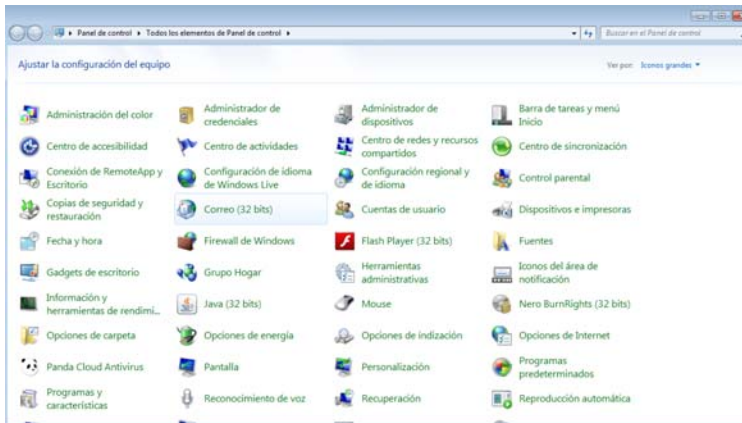 Panel de control ▸ Todos los elementos de Panel de control ▸
Buscar en el Panel de control
Ajustar la configuración del equipo
Ver por: Iconos grandes
Administración del color
Administrador de
credenciales
Administrador de
dispositivos
Barra de tareas y menú
Inicio
Centro de accesibilidad
Centro de actividades
Centro de redes y recursos
compartidos
Centro de sincronización
Conexión de RemoteApp y
Escritorio
Configuración de idioma
de Windows Live
Configuración regional y
de idioma
Control parental
Copias de seguridad y
restauración
Correo (32 bits)
Cuentas de usuario
Dispositivos e impresoras
Fecha y hora
Firewall de Windows
Flash Player (32 bits)
Fuentes
Gadgets de escritorio
Grupo Hogar
Herramientas
administrativas
Iconos del área de
notificación
Información y
herramientas de rendimi...
Java (32 bits)
Mouse
Nero BurnRights (32 bits)
Opciones de carpeta
Opciones de energía
Opciones de indización
Opciones de Internet
Panda Cloud Antivirus
Pantalla
Personalización
Programas
predeterminados
Programas y
características
Reconocimiento de voz
Recuperación
Reproducción automática